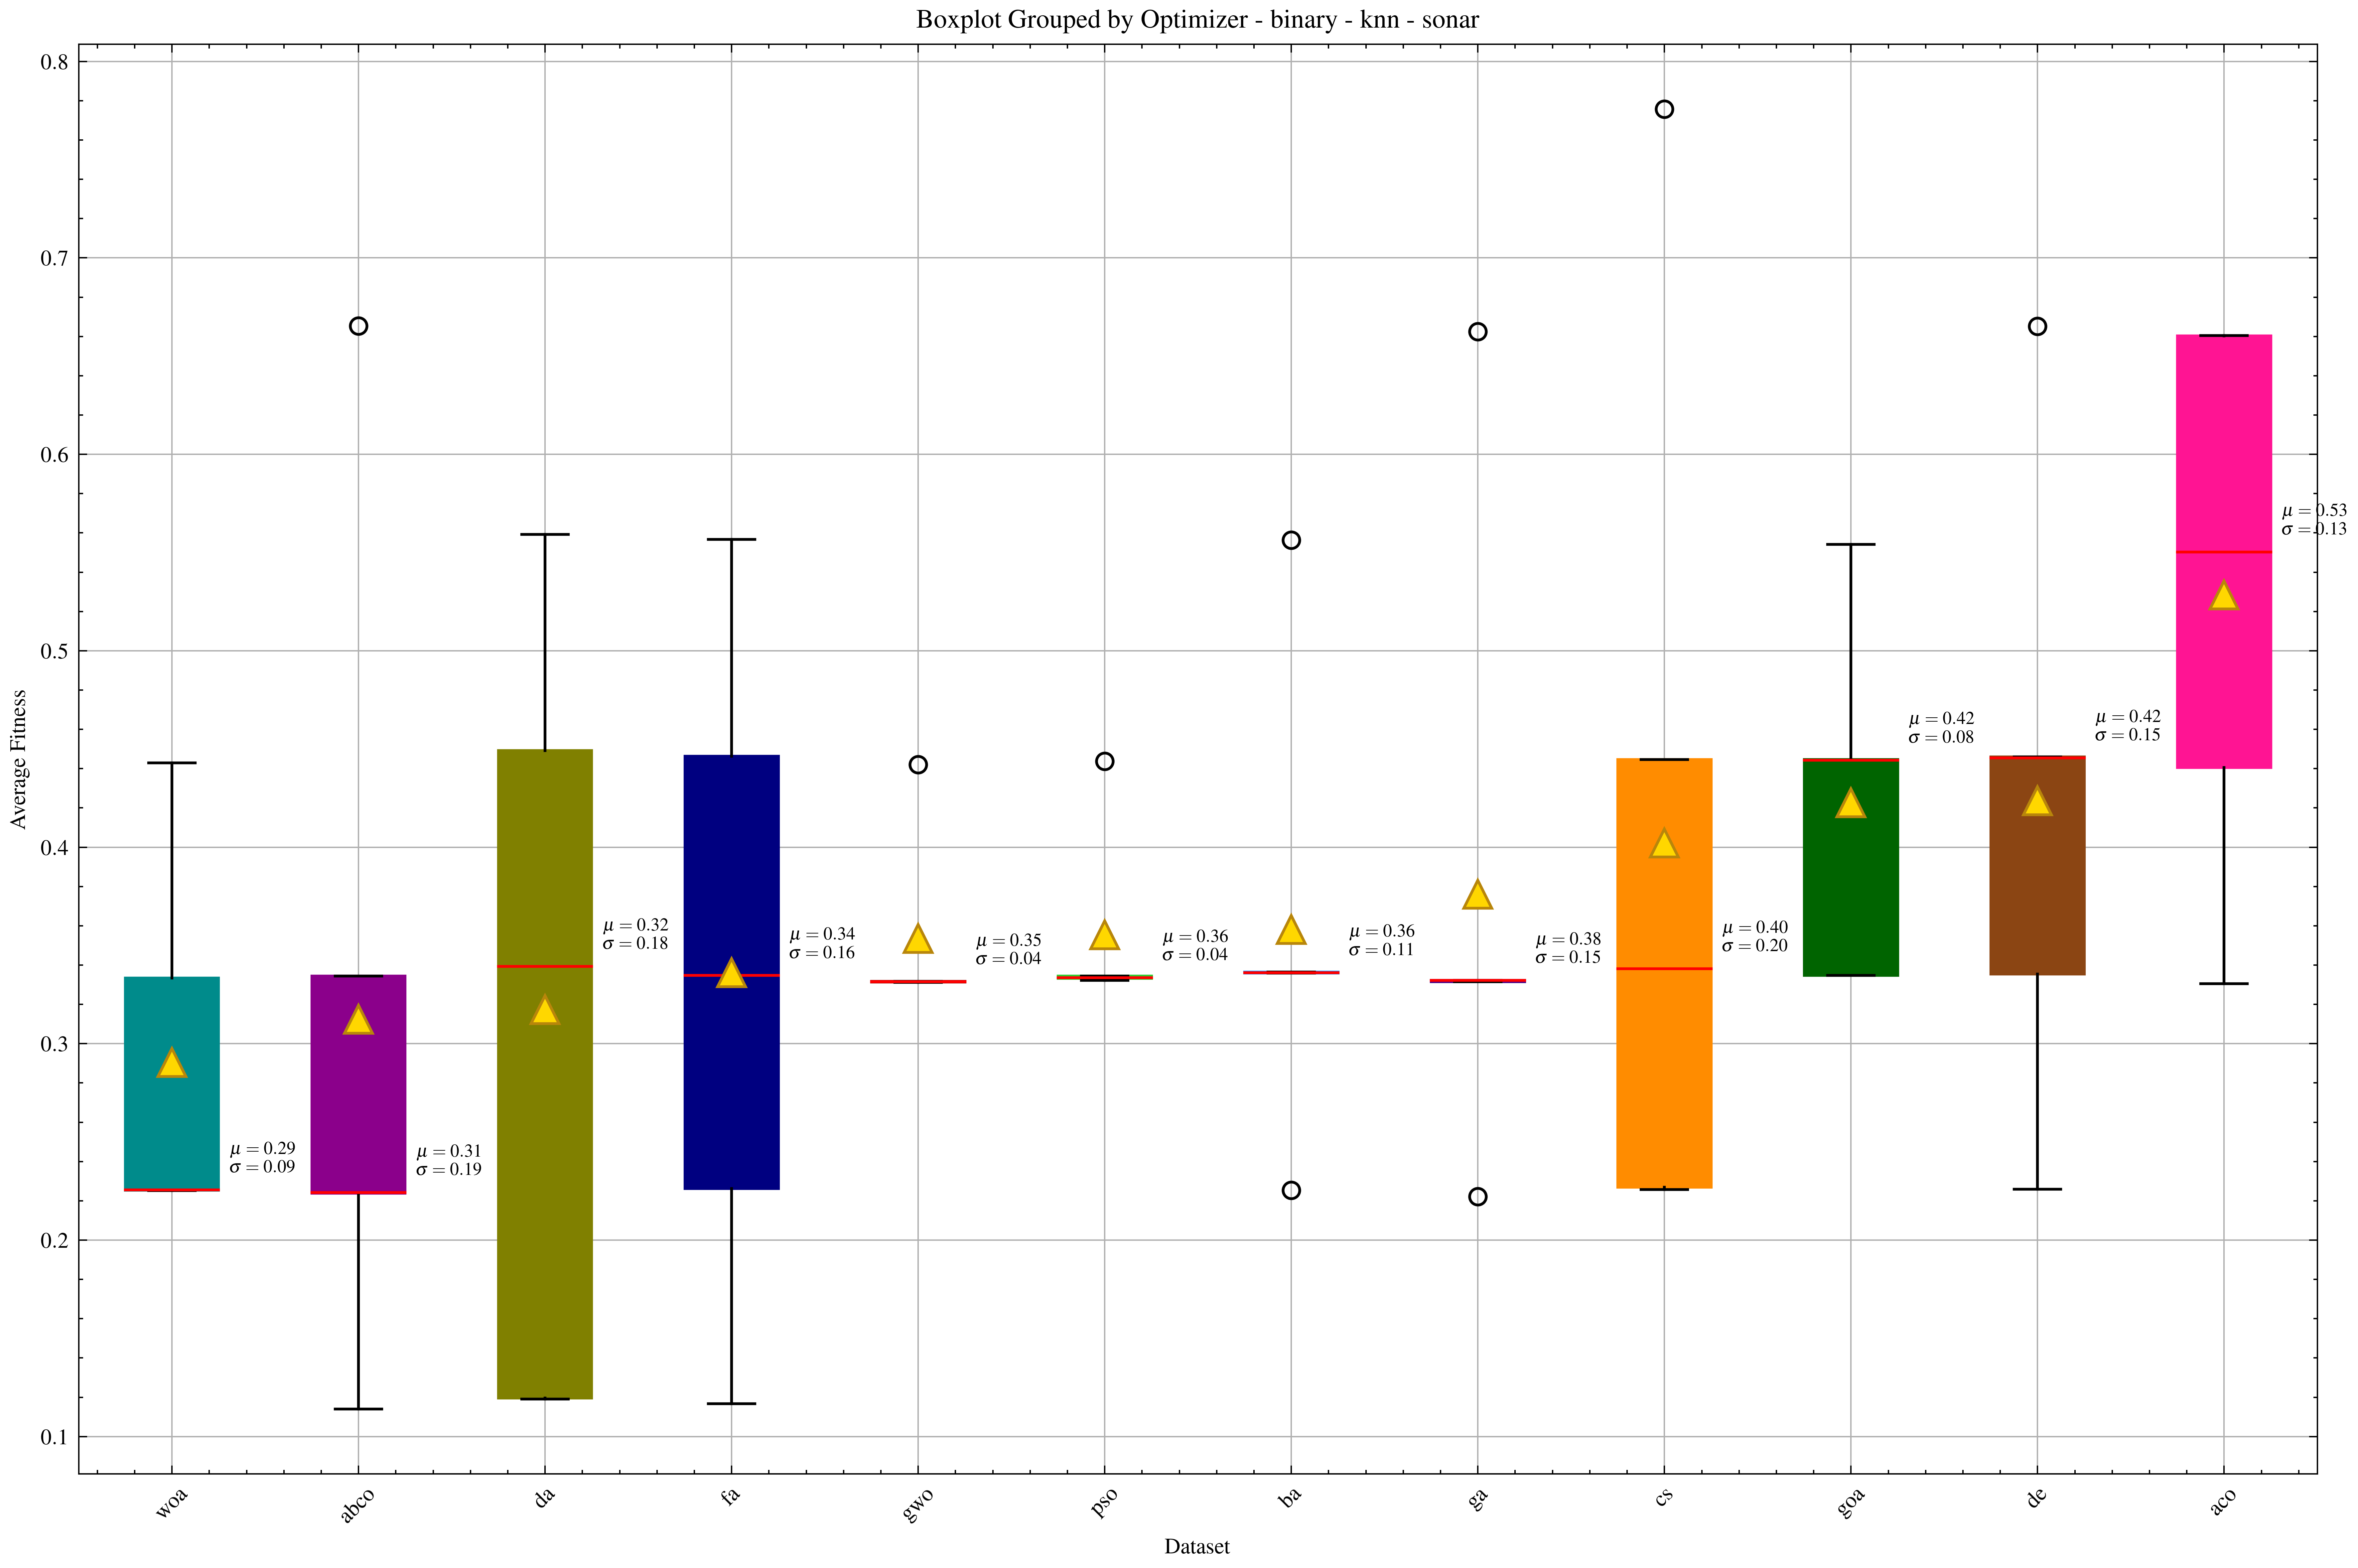 Boxplot Grouped by Optimizer - binary - knn - sonar
Average Fitness
0.8
0.7
0.6
0.5
0.4
0.3
0.2
0.1
μ = 0.29
σ = 0.09
μ = 0.31
σ = 0.19
μ = 0.32
σ = 0.18
μ = 0.34
σ = 0.16
μ = 0.35
σ = 0.04
μ = 0.36
σ = 0.04
μ = 0.36
σ = 0.11
μ = 0.38
σ = 0.15
μ = 0.40
σ = 0.20
μ = 0.42
σ = 0.08
μ = 0.42
σ = 0.15
μ = 0.53
σ = 0.13
woa
abco
da
fa
gwo
pso
ba
ga
cs
goa
de
aco
Dataset